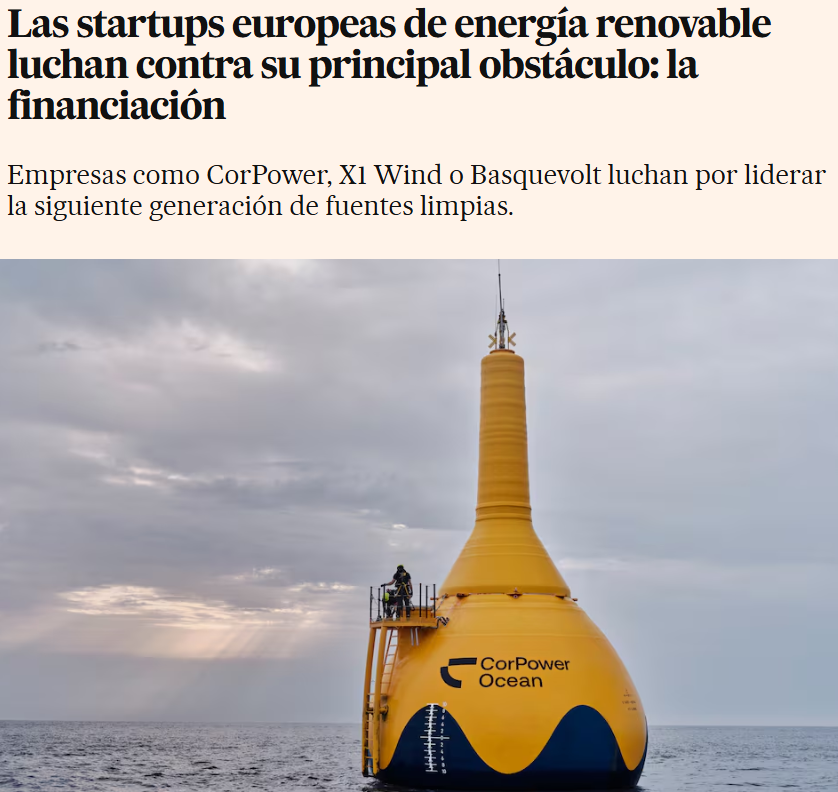 Las startups europeas de energía renovable
luchan contra su principal obstáculo: la
financiación
Empresas como CorPower, X1 Wind o Basquevolt luchan por liderar
la siguiente generación de fuentes limpias.
CorPower
Ocean